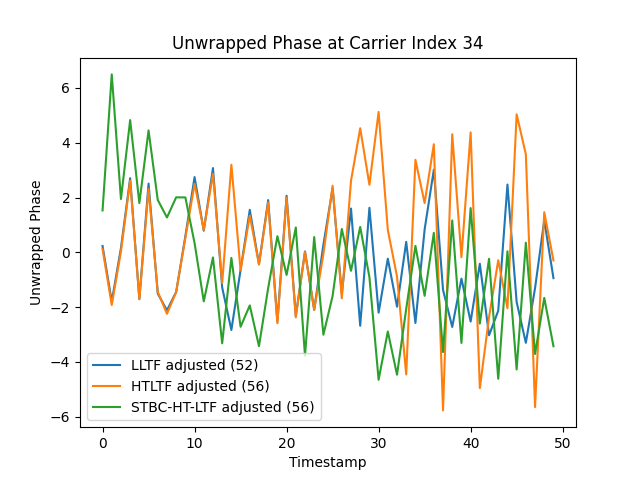 Unwrapped Phase at Carrier Index 34
6
4
2
0
−2
−4
−6
Unwrapped Phase
LLTF adjusted (52)
HTLTF adjusted (56)
STBC-HT-LTF adjusted (56)
0 10 20 30 40 50
Timestamp